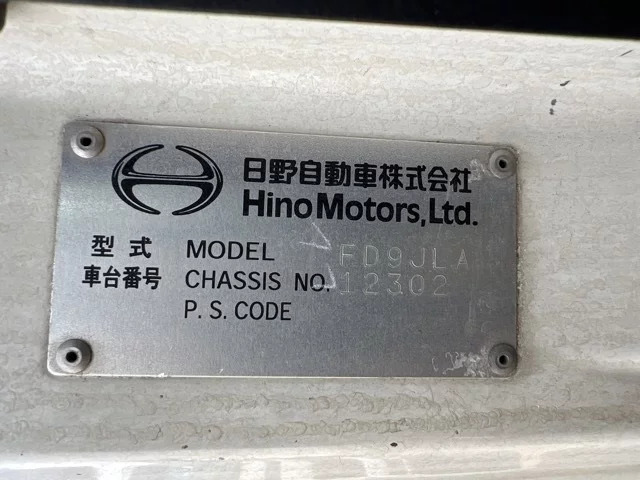 日野自動車株式会社
Hino Motors, Ltd.
型式 MODEL FD9JLA
車台番号 CHASSIS NO. 12302
P. S. CODE